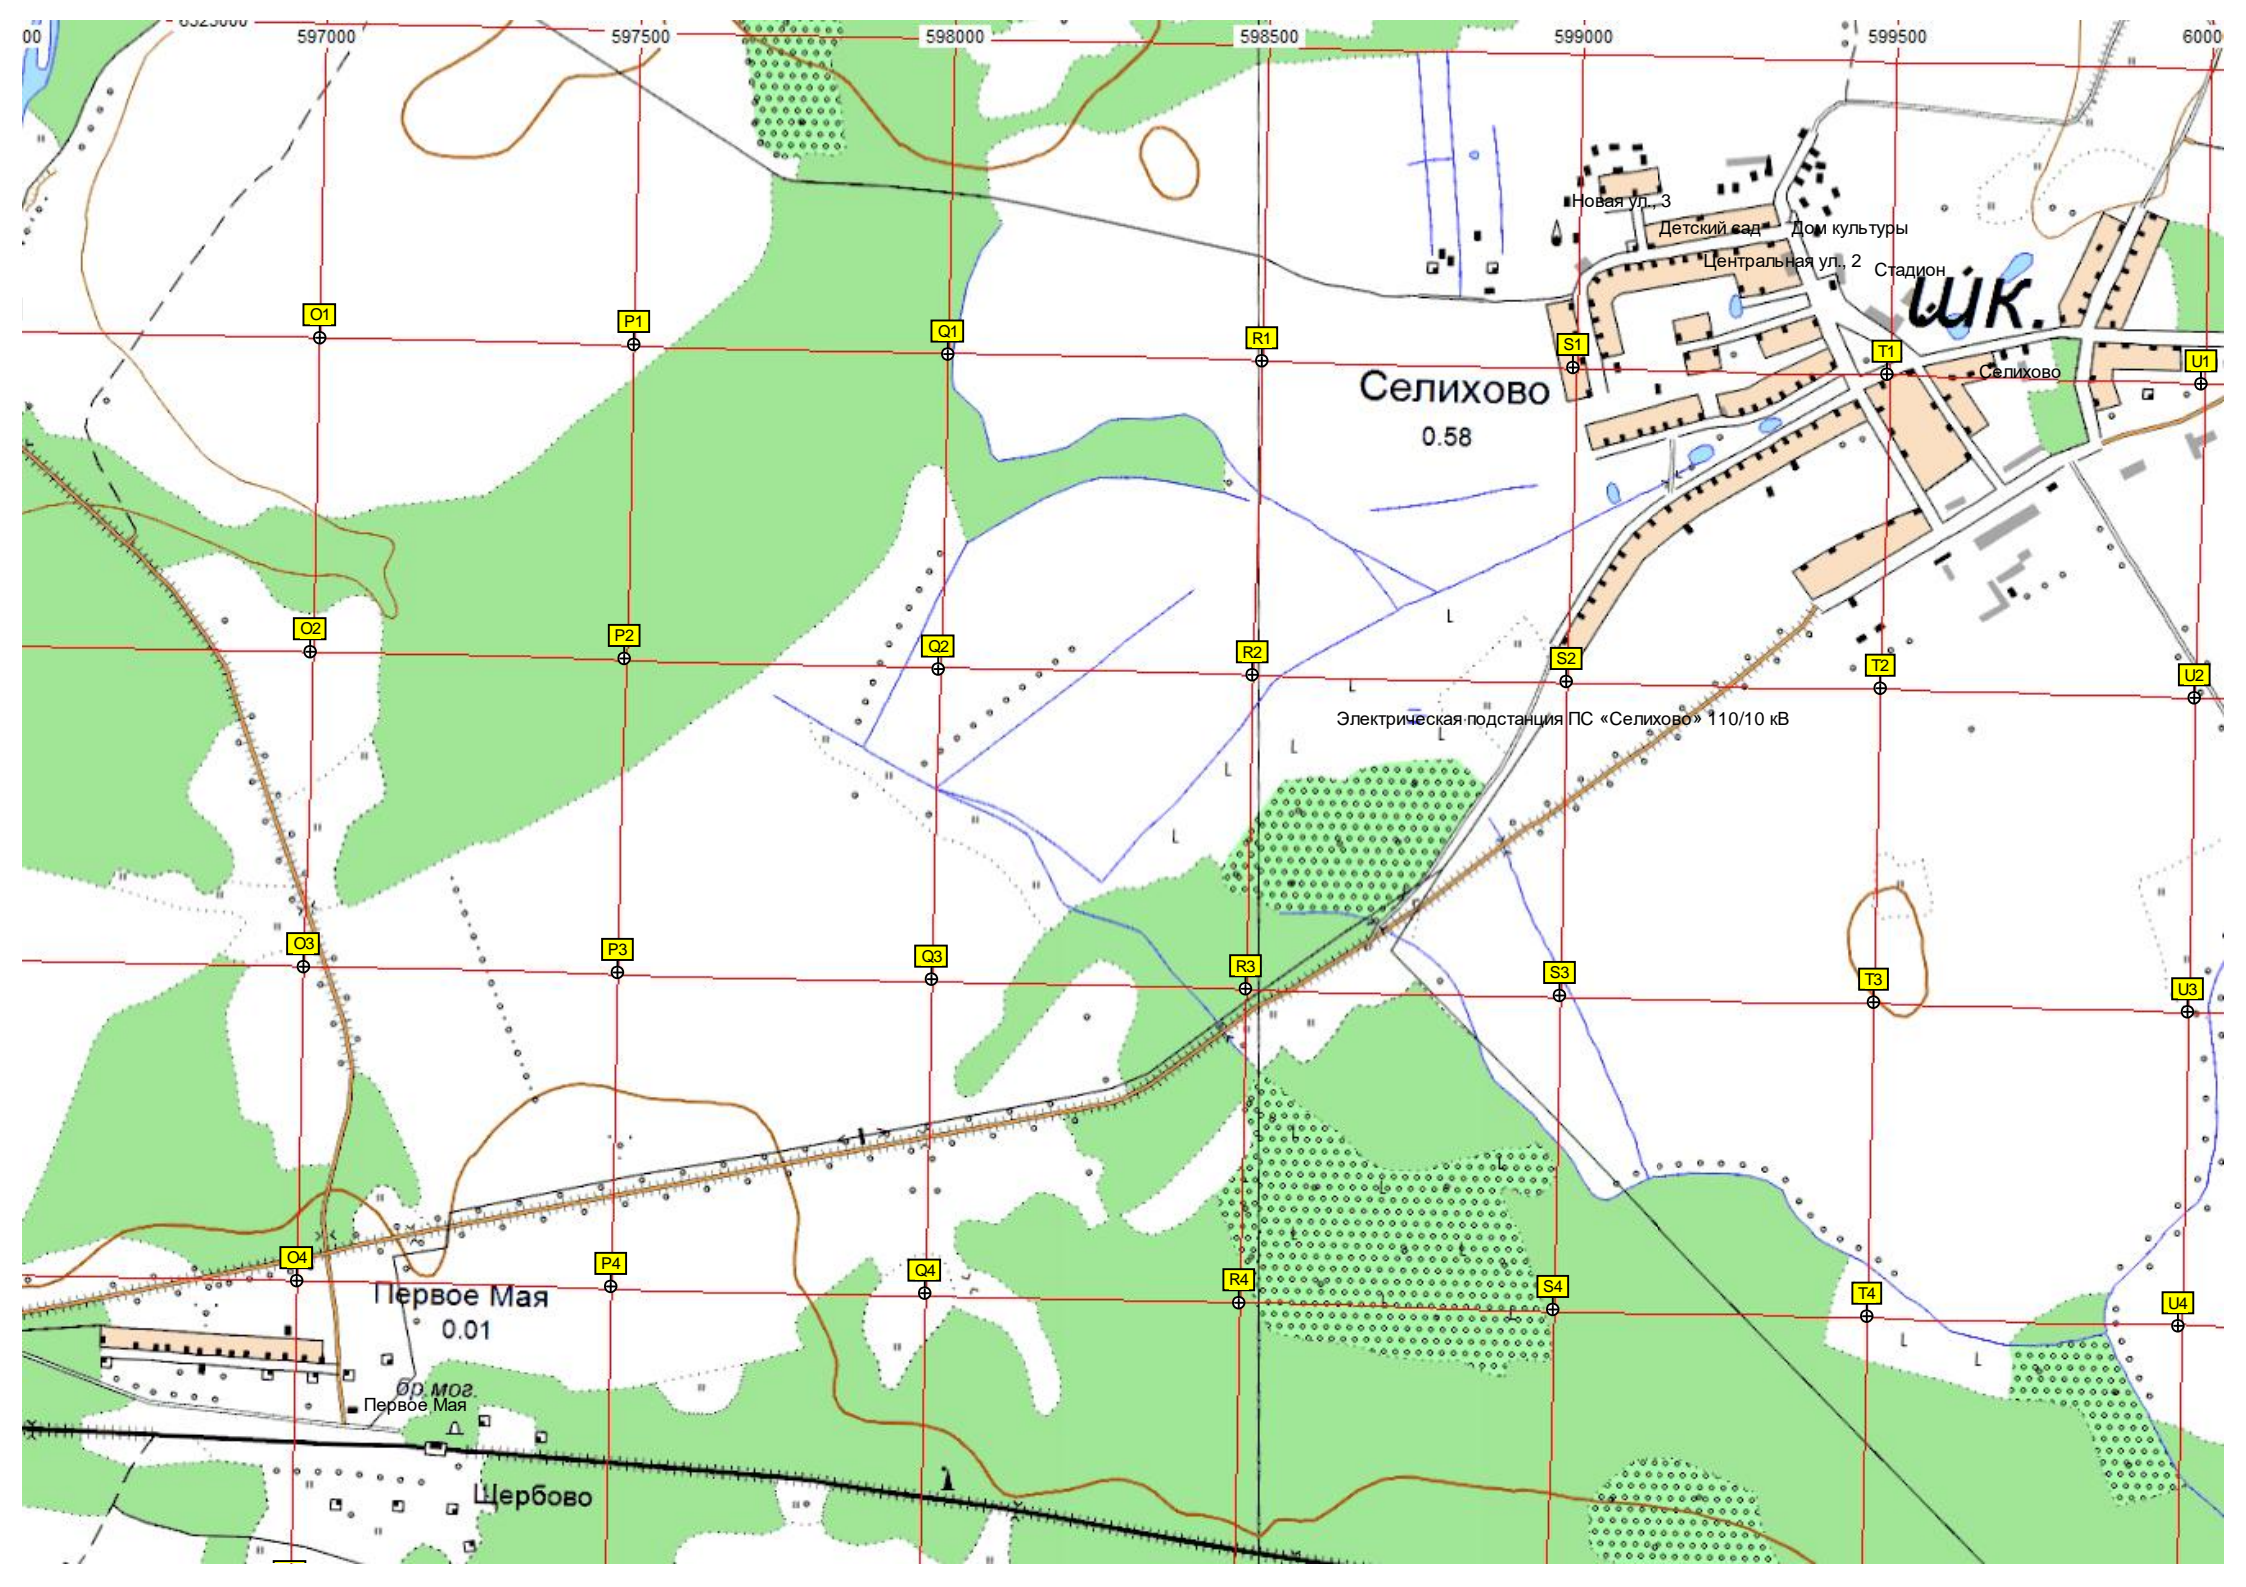 6323000
00 597000 597500 598000 598500 599000 599500 6000
Новая ул., 3
Детский сад Дом культуры
Центральная ул., 2 Стадион
шк.
O1 P1 Q1 R1 S1 T1 U1
Селихово
Селихово
0.58
L
O2 P2 Q2 R2 S2 T2 U2
L
Электрическая подстанция ПС «Селихово» 110/10 кВ
L
L
L
L
O3 P3 Q3 R3 S3 T3 U3
L
L
L
L
L
O4 P4 Q4 R4 S4 T4 U4
L
L
Первое Мая
0.01
L
L
бр.мог.
Первое Мая
Щербово